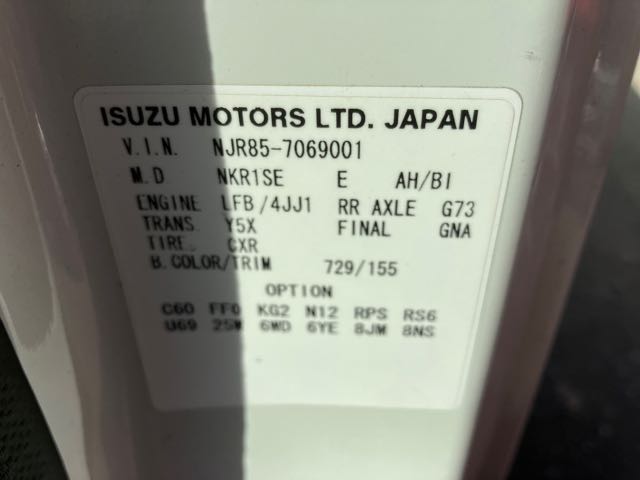 ISUZU MOTORS LTD. JAPAN
V.I.N. NJR85-7069001
M.D NKR1SE E AH/BI
ENGINE LFB/4JJ1 RR AXLE G73
TRANS. Y5X FINAL GNA
TIRE. CXR
B.COLOR/TRIM 729/155
OPTION
C60 FF0 KG2 N12 RPS RS6
U69 25W 6WD 6YE 8JM 8NS